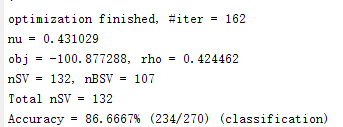 optimization finished, #iter = 162
nu = 0.431029
obj = -100.877288, rho = 0.424462
nSV = 132, nBSV = 107
Total nSV = 132
Accuracy = 86.6667% (234/270) (classification)